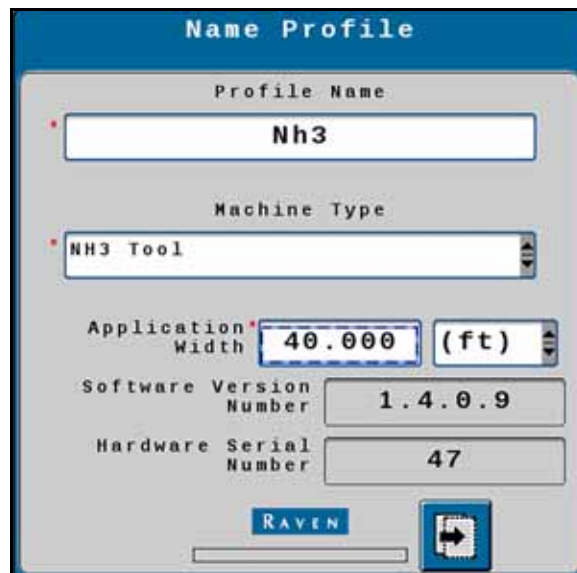 Name Profile
Profile Name
* Nh3
Machine Type
* NH3 Tool
Application* 40.000 (ft)
Width
Software Version
Number 1.4.0.9
Hardware Serial
Number 47
RAVEN